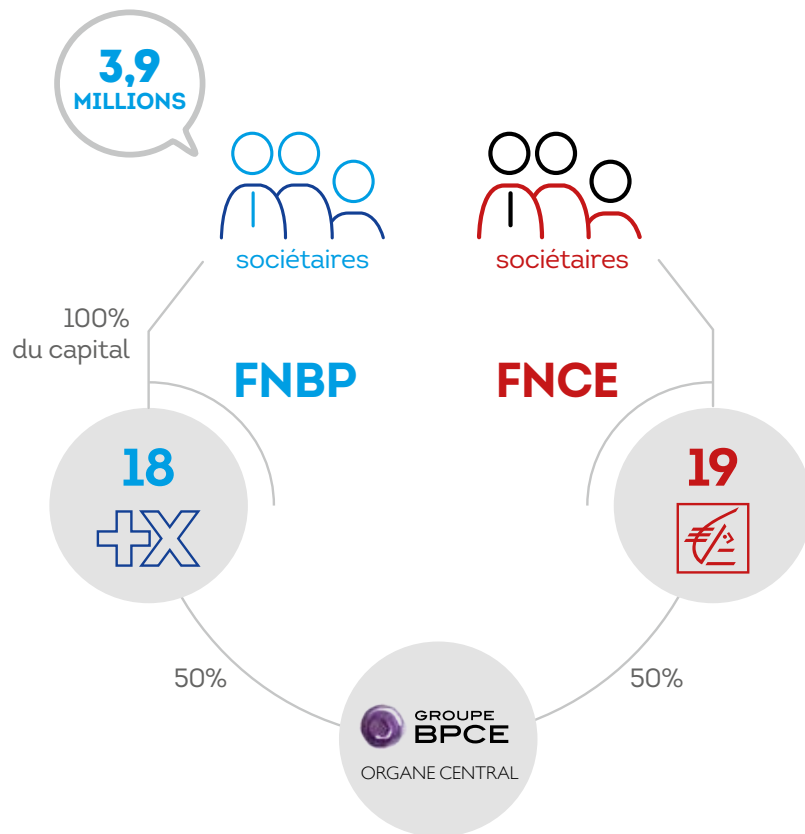 3,9
MILLIONS
sociétaires
sociétaires
100%
du capital
FNBP
FNCE
18
19
50%
50%
GROUPE
BPCE
ORGANE CENTRAL